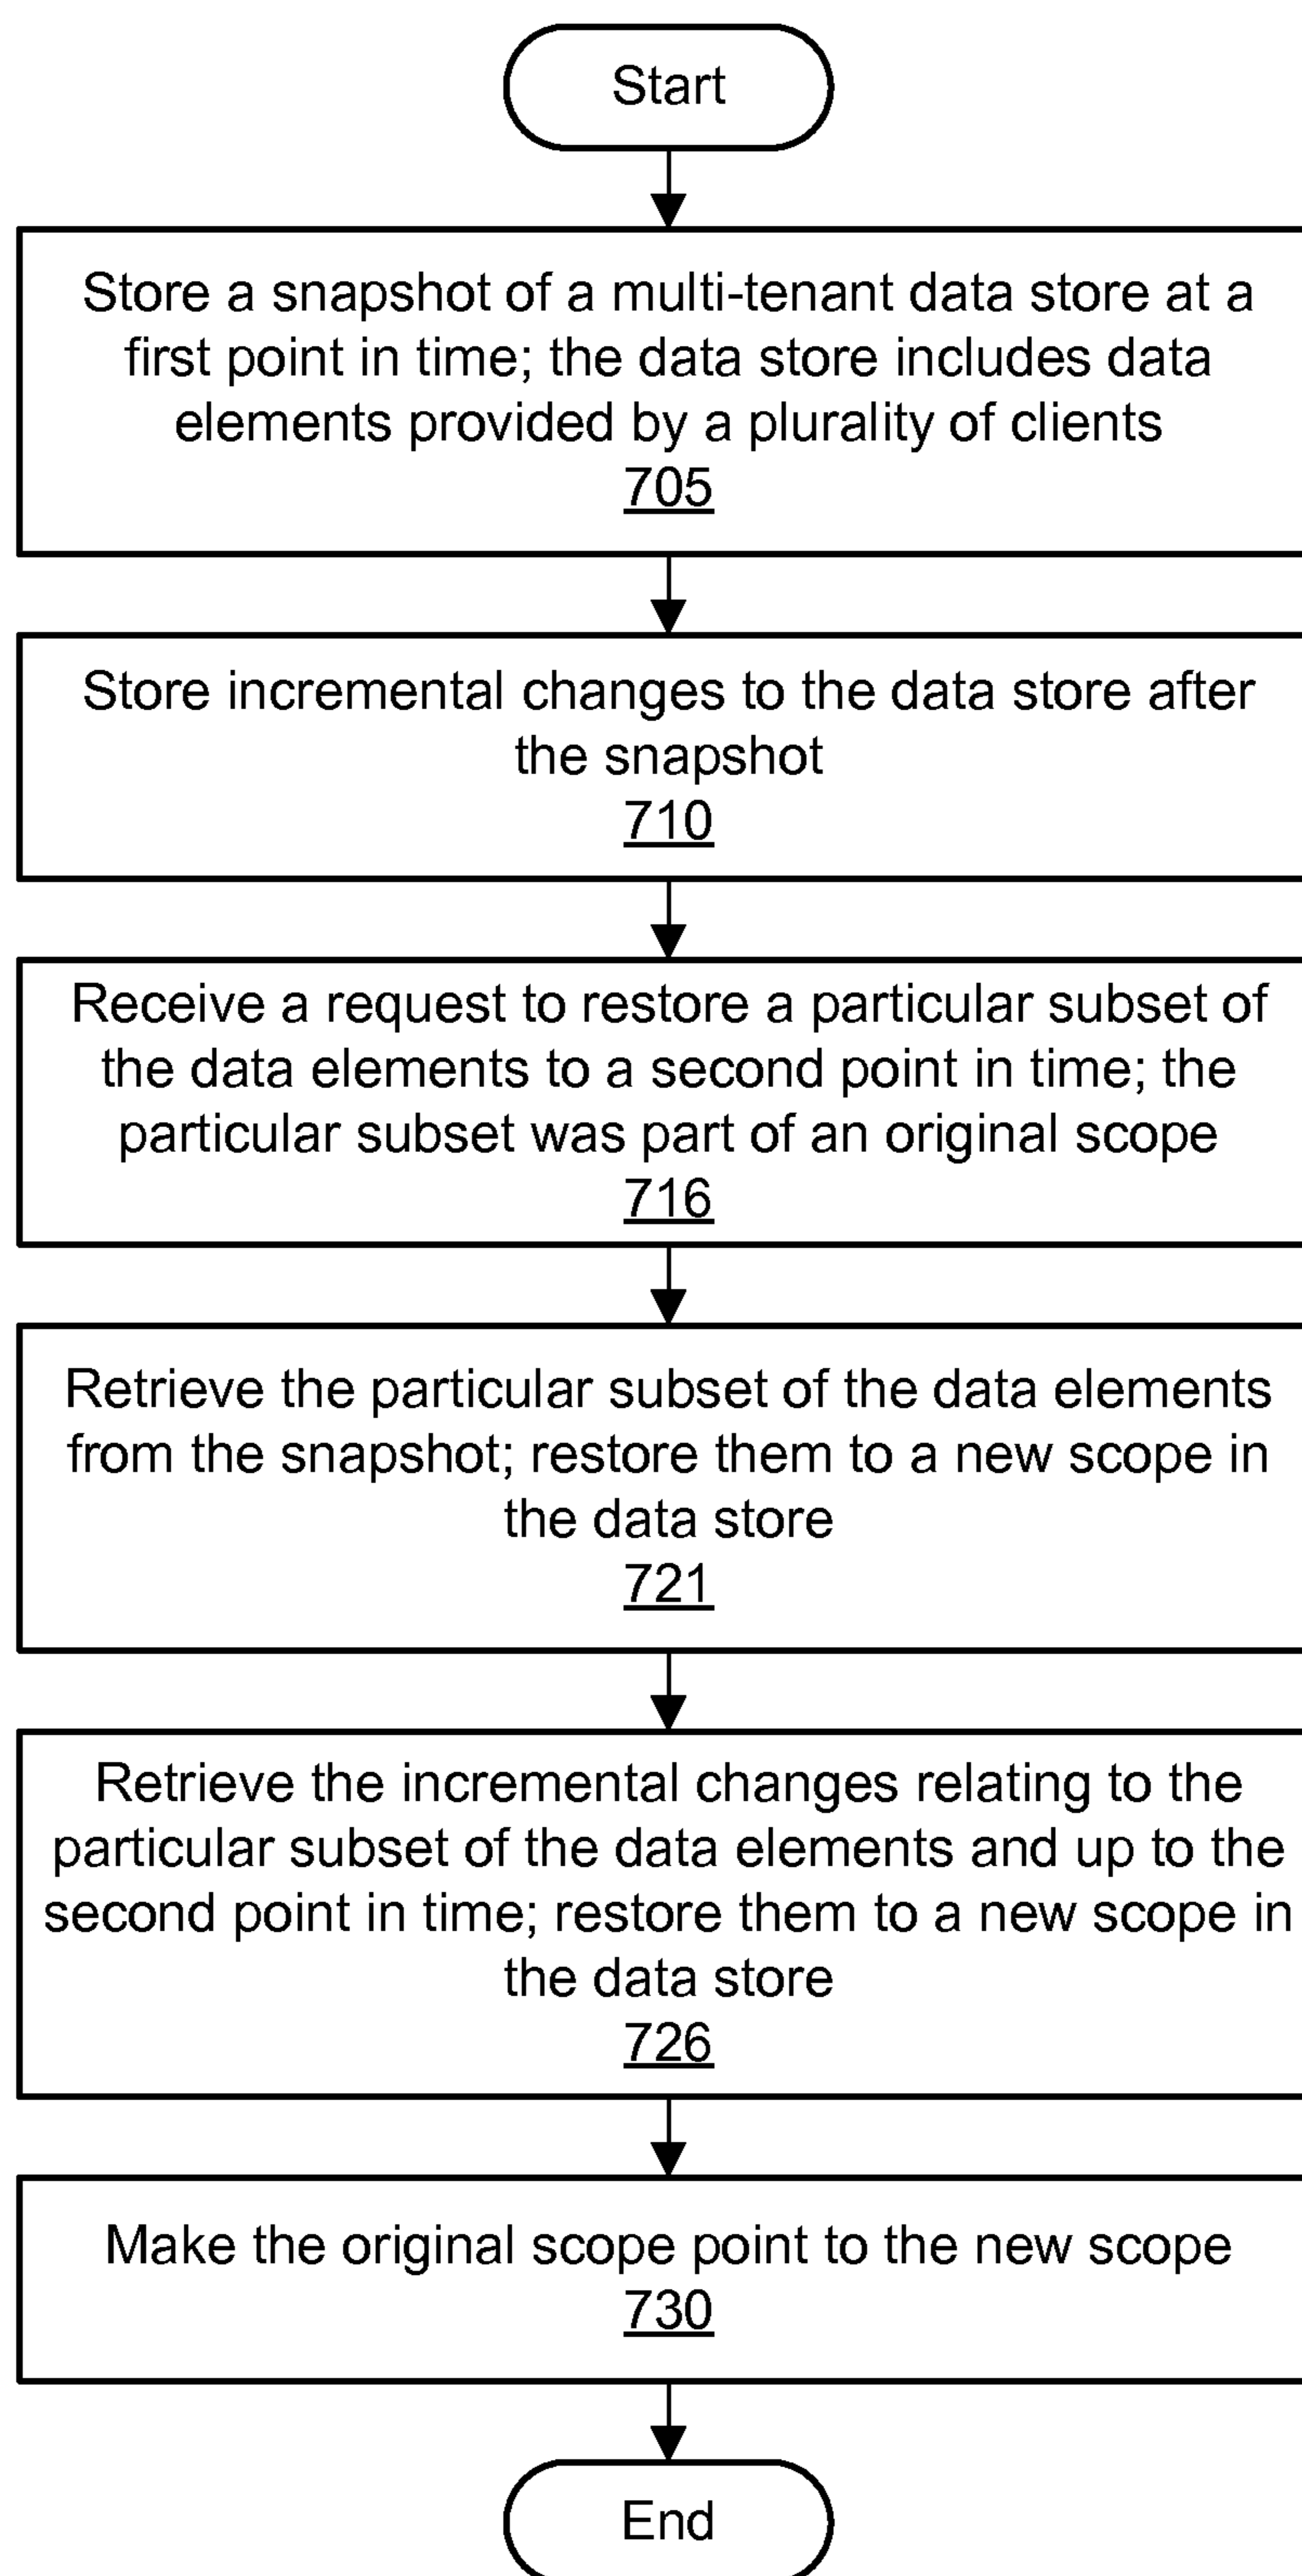 Start
Store a snapshot of a multi-tenant data store at a
first point in time; the data store includes data
elements provided by a plurality of clients
705
Store incremental changes to the data store after
the snapshot
710
Receive a request to restore a particular subset of
the data elements to a second point in time; the
particular subset was part of an original scope
716
Retrieve the particular subset of the data elements
from the snapshot; restore them to a new scope in
the data store
721
Retrieve the incremental changes relating to the
particular subset of the data elements and up to the
second point in time; restore them to a new scope in
the data store
726
Make the original scope point to the new scope
730
End